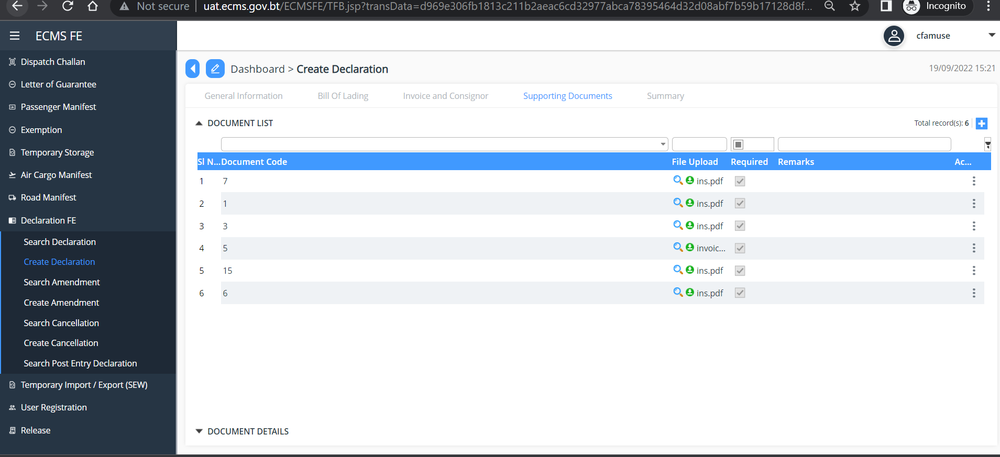 Not secure | uat.ecms.gov.bt/ECMSFE/TFB.jsp?transData=d969e306fb1813c211b2aeac6cd32977abca78395464d32d08abf7b59b17128d8f... Incognito
ECMS FE
cfamuse
Dispatch Challan
Letter of Guarantee
Passenger Manifest
Exemption
Temporary Storage
Air Cargo Manifest
Road Manifest
Declaration FE
Search Declaration
Create Declaration
Search Amendment
Create Amendment
Search Cancellation
Create Cancellation
Search Post Entry Declaration
Temporary Import / Export (SEW)
User Registration
Release
Dashboard > Create Declaration
19/09/2022 15:21
General Information Bill Of Lading Invoice and Consignor Supporting Documents Summary
DOCUMENT LIST
Total record(s): 6
Sl N... Document Code File Upload Required Remarks Ac...
1 7 ins.pdf
2 1 ins.pdf
3 3 ins.pdf
4 5 invoic...
5 15 ins.pdf
6 6 ins.pdf
DOCUMENT DETAILS